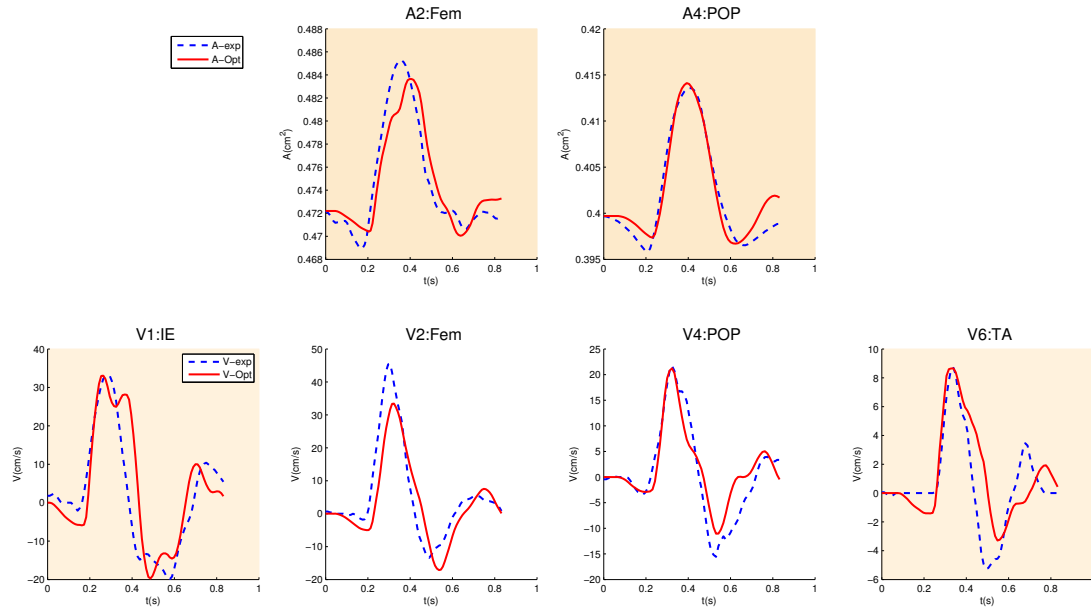 A2:Fem
A4:POP
A−exp
A−Opt
0.488
0.486
0.484
0.482
0.48
0.478
0.476
0.474
0.472
0.47
0.468
A(cm²)
0 0.2 0.4 0.6 0.8 1
t(s)
0.42
0.415
0.41
0.405
0.4
0.395
A(cm²)
0 0.2 0.4 0.6 0.8 1
t(s)
V1:IE
V−exp
V−Opt
40
30
20
10
0
−10
−20
V(cm/s)
0 0.2 0.4 0.6 0.8 1
t(s)
V2:Fem
50
40
30
20
10
0
−10
−20
V(cm/s)
0 0.2 0.4 0.6 0.8 1
t(s)
V4:POP
25
20
15
10
5
0
−5
−10
−15
−20
V(cm/s)
0 0.2 0.4 0.6 0.8 1
t(s)
V6:TA
10
8
6
4
2
0
−2
−4
−6
V(cm/s)
0 0.2 0.4 0.6 0.8 1
t(s)